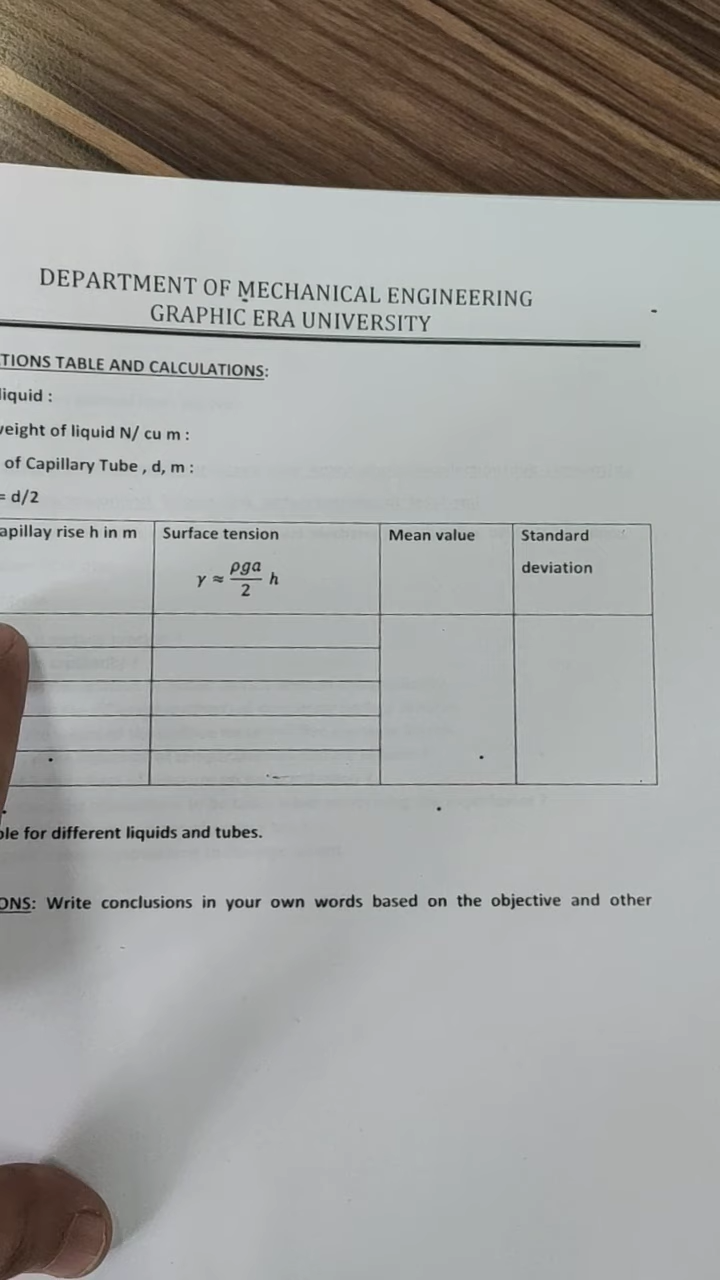 DEPARTMENT OF MECHANICAL ENGINEERING
GRAPHIC ERA UNIVERSITY
TIONS TABLE AND CALCULATIONS:
liquid :
weight of liquid N/ cu m :
of Capillary Tube , d, m :
= d/2
apillay rise h in m
Surface tension
γ ≈ ρga/2 h
Mean value
Standard
deviation
ble for different liquids and tubes.
ONS: Write conclusions in your own words based on the objective and other